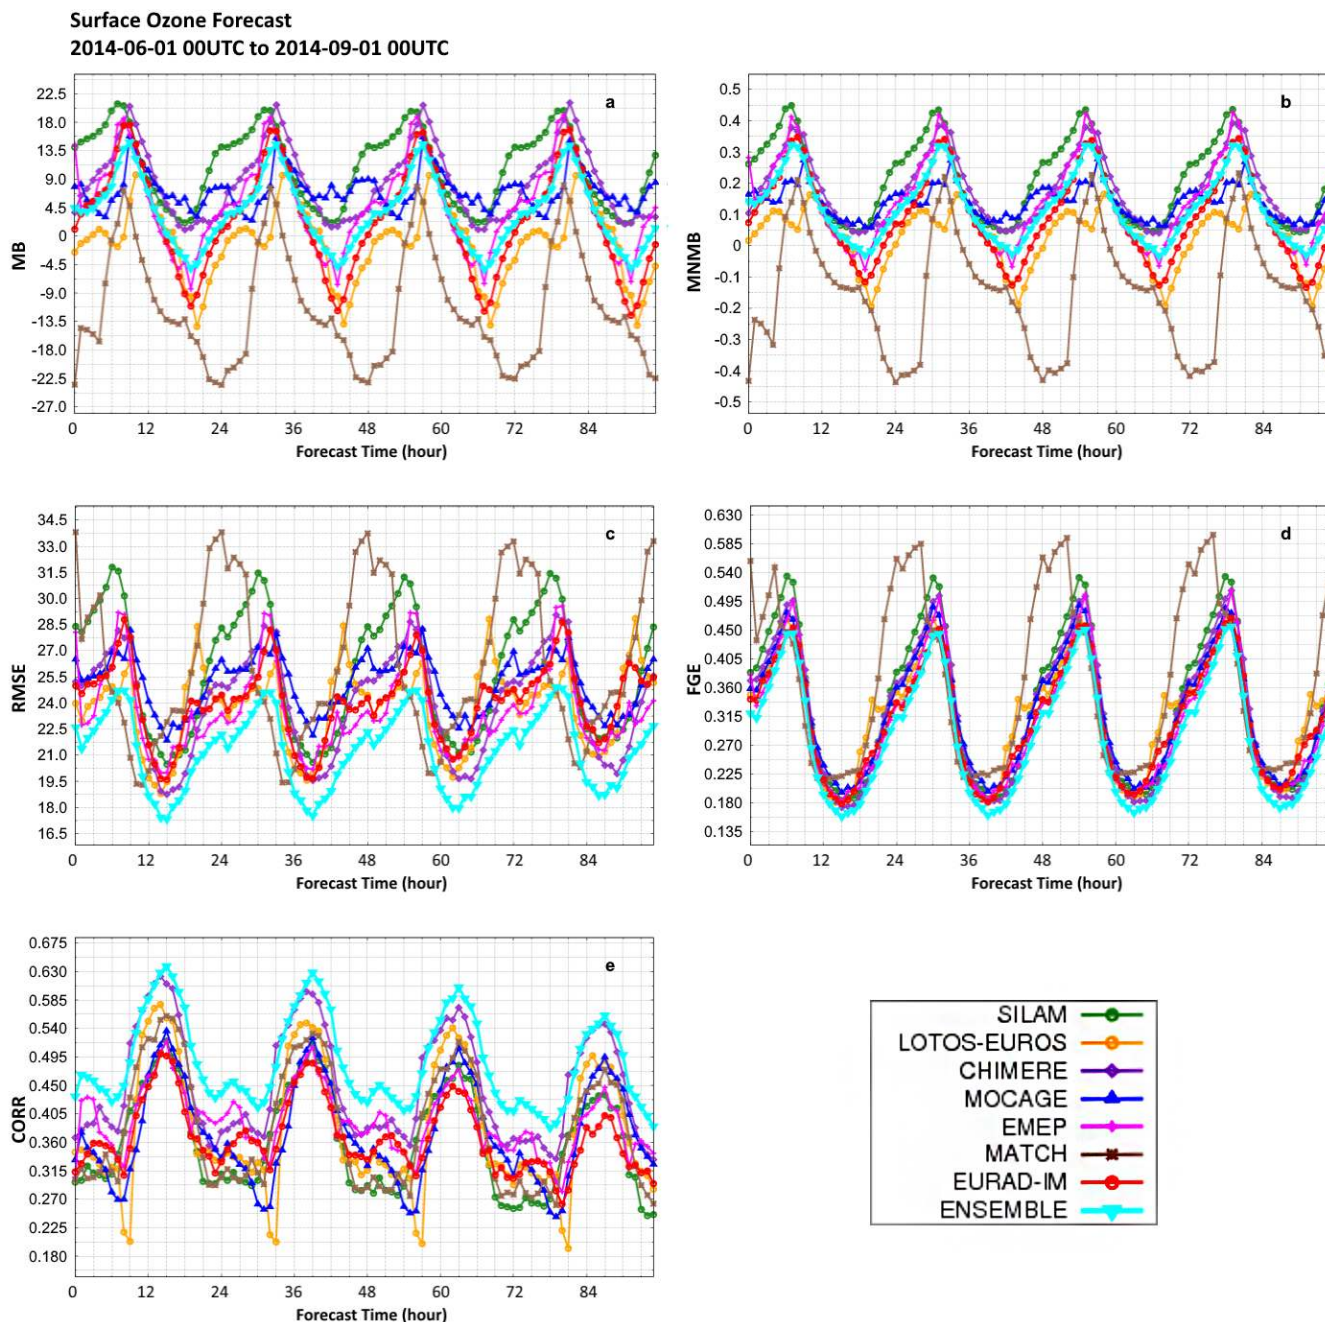 Surface Ozone Forecast
2014-06-01 00UTC to 2014-09-01 00UTC
a
22.5
18.0
13.5
9.0
4.5
0
-4.5
-9.0
-13.5
-18.0
-22.5
-27.0
MB
0 12 24 36 48 60 72 84
Forecast Time (hour)
b
0.5
0.4
0.3
0.2
0.1
0
-0.1
-0.2
-0.3
-0.4
-0.5
MNMB
0 12 24 36 48 60 72 84
Forecast Time (hour)
c
34.5
33.0
31.5
30.0
28.5
27.0
25.5
24.0
22.5
21.0
19.5
18.0
16.5
RMSE
0 12 24 36 48 60 72 84
Forecast Time (hour)
d
0.630
0.585
0.540
0.495
0.450
0.405
0.360
0.315
0.270
0.225
0.180
0.135
FGE
0 12 24 36 48 60 72 84
Forecast Time (hour)
e
0.675
0.630
0.585
0.540
0.495
0.450
0.405
0.360
0.315
0.270
0.225
0.180
CORR
0 12 24 36 48 60 72 84
Forecast Time (hour)
SILAM
LOTOS-EUROS
CHIMERE
MOCAGE
EMEP
MATCH
EURAD-IM
ENSEMBLE